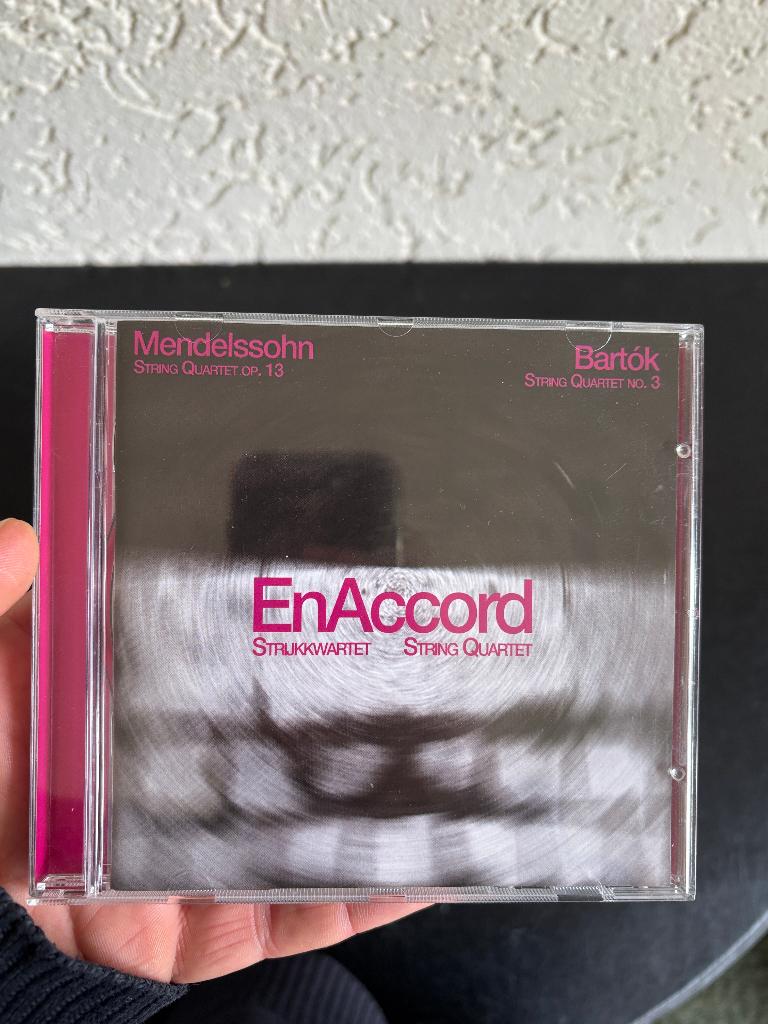 Mendelssohn
STRING QUARTET OP. 13
Bartók
STRING QUARTET NO. 3
EnAccord
STRIJKKWARTET STRING QUARTET